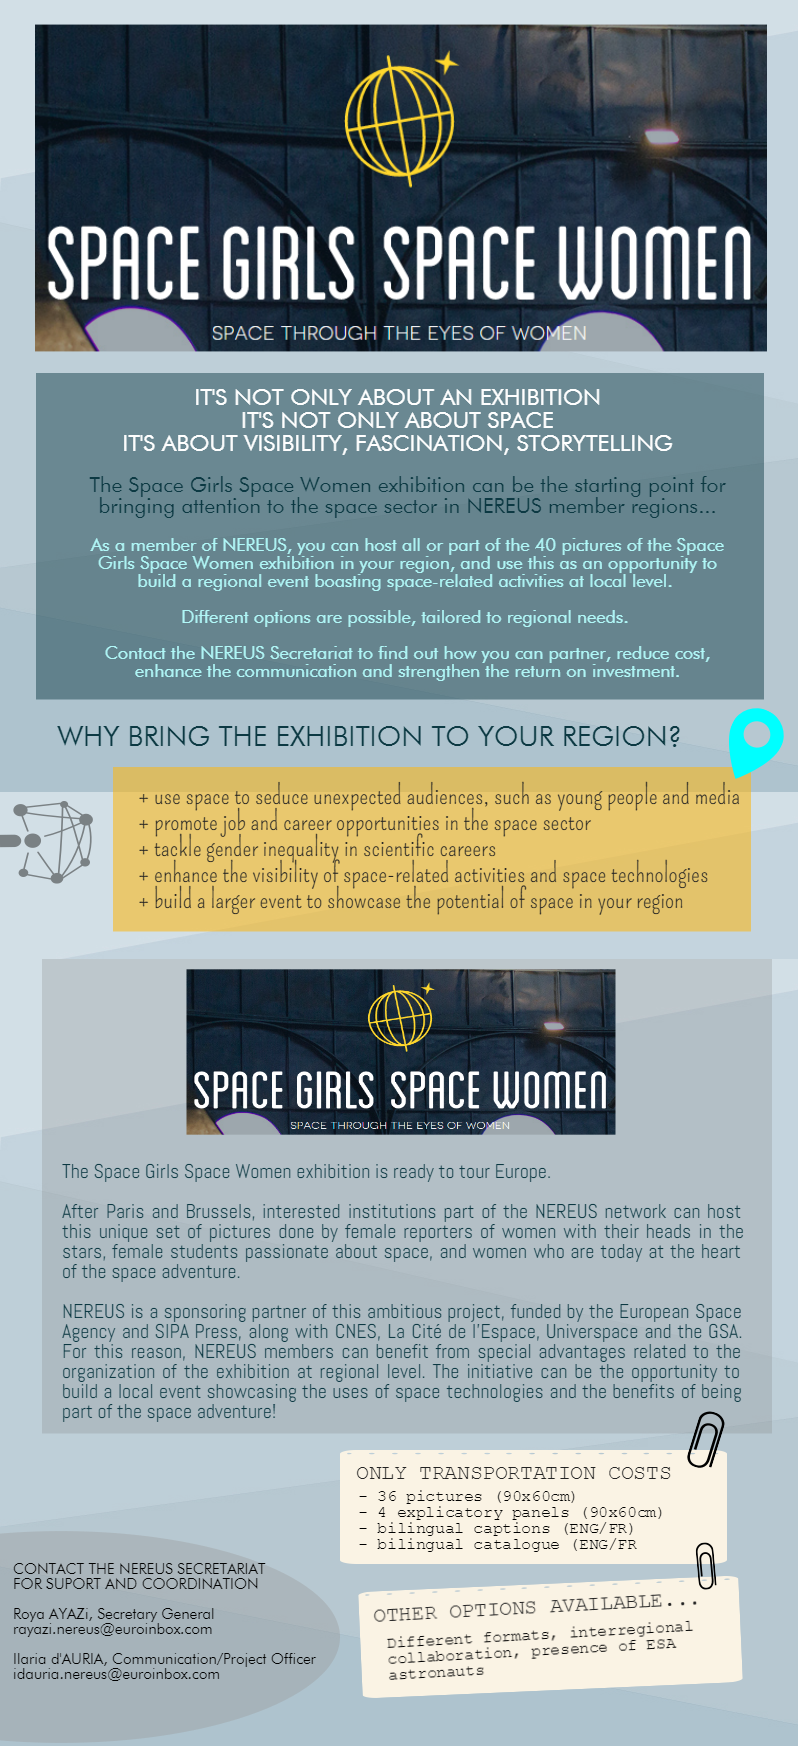 SPACE GIRLS SPACE WOMEN
SPACE THROUGH THE EYES OF WOMEN
IT'S NOT ONLY ABOUT AN EXHIBITION
IT'S NOT ONLY ABOUT SPACE
IT'S ABOUT VISIBILITY, FASCINATION, STORYTELLING
The Space Girls Space Women exhibition can be the starting point for
bringing attention to the space sector in NEREUS member regions...
As a member of NEREUS, you can host all or part of the 40 pictures of the Space
Girls Space Women exhibition in your region, and use this as an opportunity to
build a regional event boasting space-related activities at local level.
Different options are possible, tailored to regional needs.
Contact the NEREUS Secretariat to find out how you can partner, reduce cost,
enhance the communication and strengthen the return on investment.
WHY BRING THE EXHIBITION TO YOUR REGION?
+ use space to seduce unexpected audiences, such as young people and media
+ promote job and career opportunities in the space sector
+ tackle gender inequality in scientific careers
+ enhance the visibility of space-related activities and space technologies
+ build a larger event to showcase the potential of space in your region
SPACE GIRLS SPACE WOMEN
SPACE THROUGH THE EYES OF WOMEN
The Space Girls Space Women exhibition is ready to tour Europe.
After Paris and Brussels, interested institutions part of the NEREUS network can host
this unique set of pictures done by female reporters of women with their heads in the
stars, female students passionate about space, and women who are today at the heart
of the space adventure.
NEREUS is a sponsoring partner of this ambitious project, funded by the European Space
Agency and SIPA Press, along with CNES, La Cité de l'Espace, Universpace and the GSA.
For this reason, NEREUS members can benefit from special advantages related to the
organization of the exhibition at regional level. The initiative can be the opportunity to
build a local event showcasing the uses of space technologies and the benefits of being
part of the space adventure!
ONLY TRANSPORTATION COSTS
- 36 pictures (90x60cm)
- 4 explicatory panels (90x60cm)
- bilingual captions (ENG/FR)
- bilingual catalogue (ENG/FR
CONTACT THE NEREUS SECRETARIAT
FOR SUPORT AND COORDINATION
Roya AYAZi, Secretary General
rayazi.nereus@euroinbox.com
Ilaria d'AURIA, Communication/Project Officer
idauria.nereus@euroinbox.com
OTHER OPTIONS AVAILABLE...
Different formats, interregional
collaboration, presence of ESA
astronauts